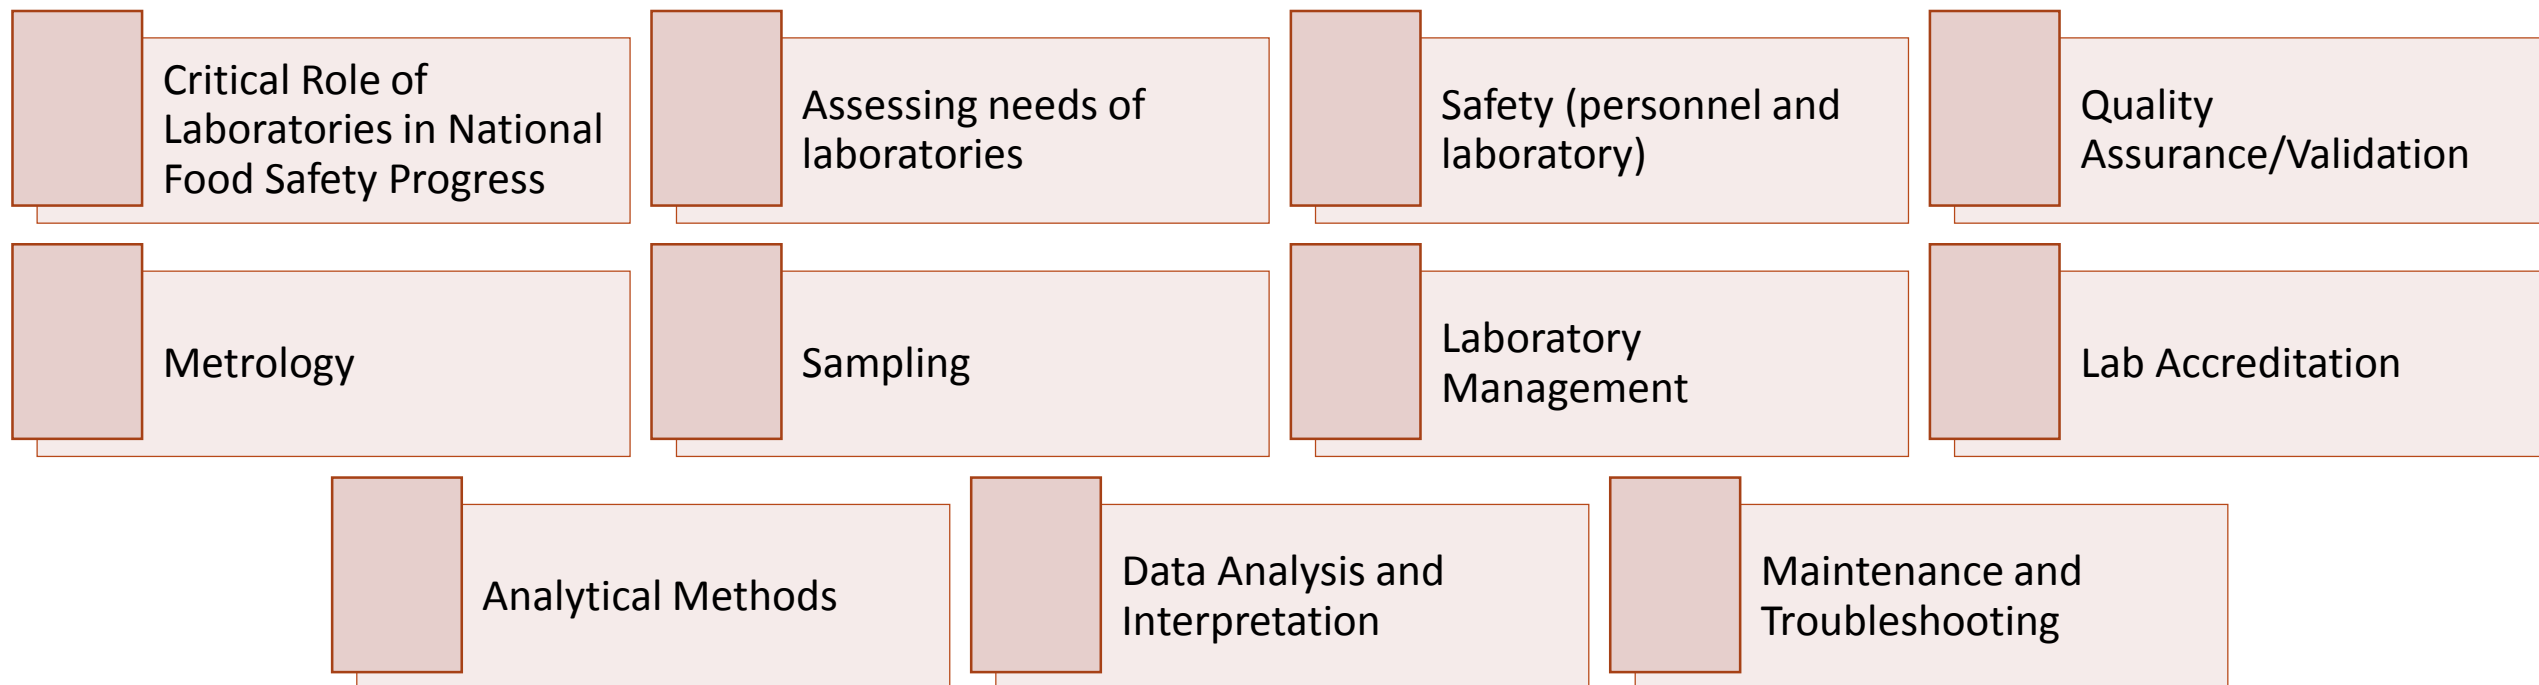 Critical Role of
Laboratories in National
Food Safety Progress
Assessing needs of
laboratories
Safety (personnel and
laboratory)
Quality
Assurance/Validation
Metrology
Sampling
Laboratory
Management
Lab Accreditation
Analytical Methods
Data Analysis and
Interpretation
Maintenance and
Troubleshooting